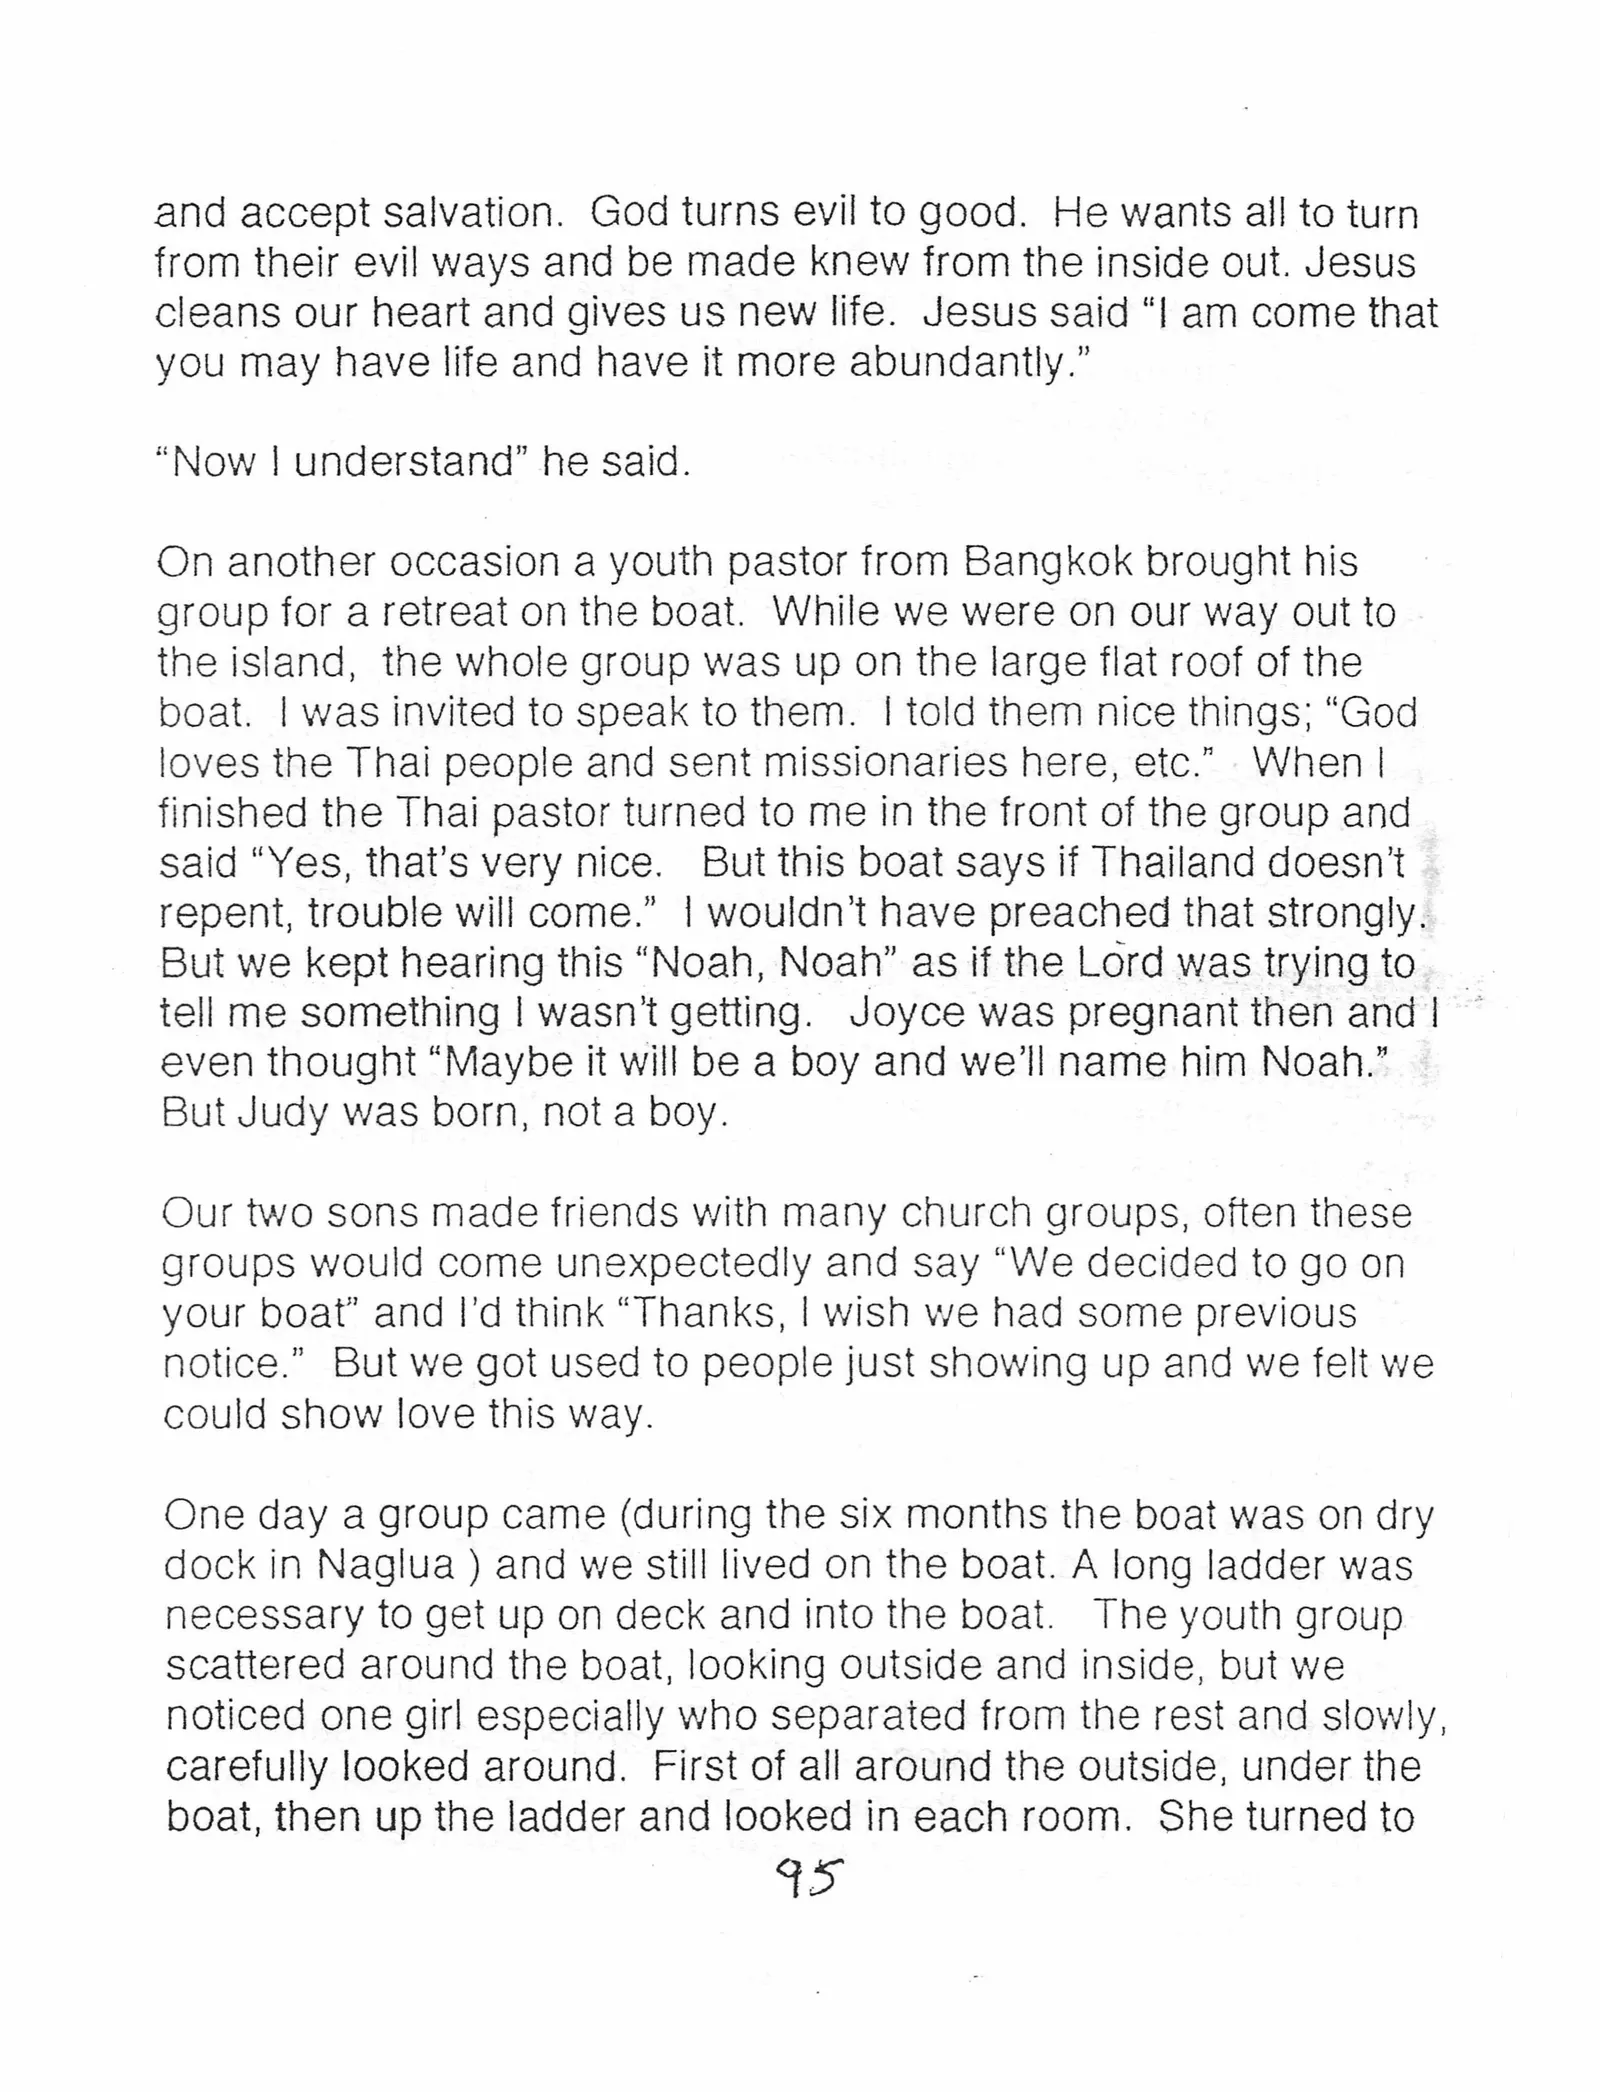 and accept salvation.  God turns evil to good.  He wants all to turn
from their evil ways and be made knew from the inside out. Jesus
cleans our heart and gives us new life.  Jesus said “I am come that
you may have life and have it more abundantly.”
“Now I understand” he said.
On another occasion a youth pastor from Bangkok brought his
group for a retreat on the boat.  While we were on our way out to
the island,  the whole group was up on the large flat roof of the
boat.  I was invited to speak to them.  I told them nice things; “God
loves the Thai people and sent missionaries here, etc.”   When I
finished the Thai pastor turned to me in the front of the group and
said “Yes, that’s very nice.   But this boat says if Thailand doesn’t
repent, trouble will come.”  I wouldn’t have preached that strongly.
But we kept hearing this “Noah, Noah” as if the Lord was trying to
tell me something I wasn’t getting.   Joyce was pregnant then and I
even thought “Maybe it will be a boy and we’ll name him Noah.”
But Judy was born, not a boy.
Our two sons made friends with many church groups, often these
groups would come unexpectedly and say “We decided to go on
your boat” and I’d think “Thanks, I wish we had some previous
notice.”  But we got used to people just showing up and we felt we
could show love this way.
One day a group came (during the six months the boat was on dry
dock in Naglua ) and we still lived on the boat. A long ladder was
necessary to get up on deck and into the boat.   The youth group
scattered around the boat, looking outside and inside, but we
noticed one girl especially who separated from the rest and slowly,
carefully looked around.  First of all around the outside, under the
boat, then up the ladder and looked in each room.  She turned to
95